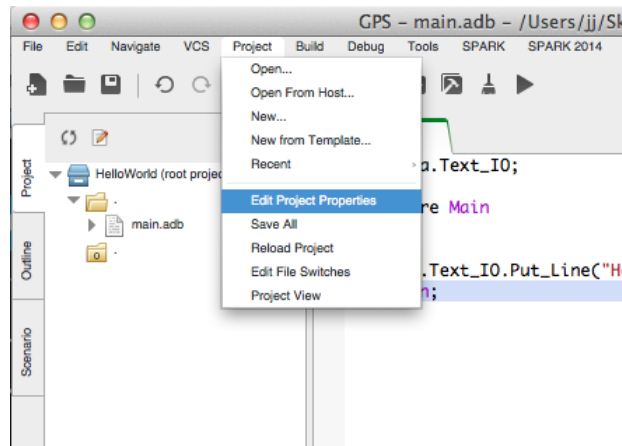 GPS – main.adb – /Users/jj/Sk
File Edit Navigate VCS Project Build Debug Tools SPARK SPARK 2014
Open...
Open From Host...
New...
New from Template...
Recent
Edit Project Properties
Save All
Reload Project
Edit File Switches
Project View
Project
Outline
Scenario
HelloWorld (root projec
.
main.adb
.
a.Text_IO;
re Main
.Text_IO.Put_Line("H
n;